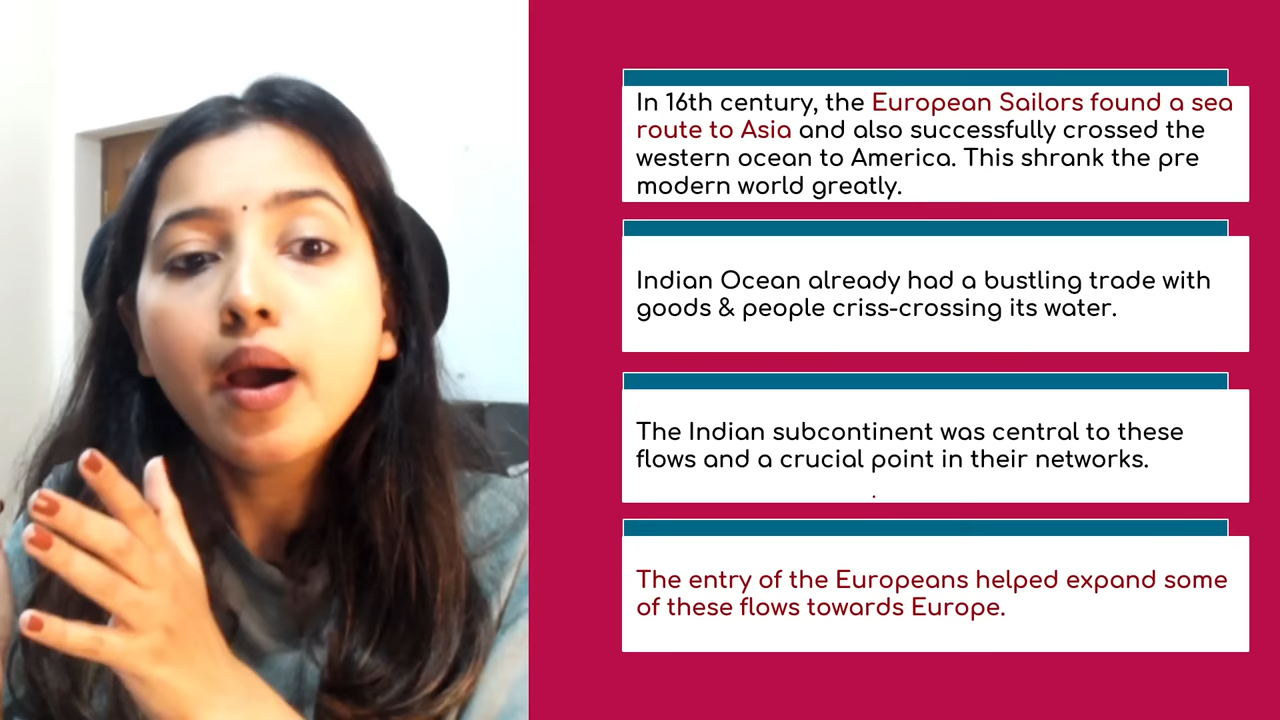 In 16th century, the European Sailors found a sea
route to Asia and also successfully crossed the
western ocean to America. This shrank the pre
modern world greatly.
Indian Ocean already had a bustling trade with
goods & people criss-crossing its water.
The Indian subcontinent was central to these
flows and a crucial point in their networks.
.
The entry of the Europeans helped expand some
of these flows towards Europe.